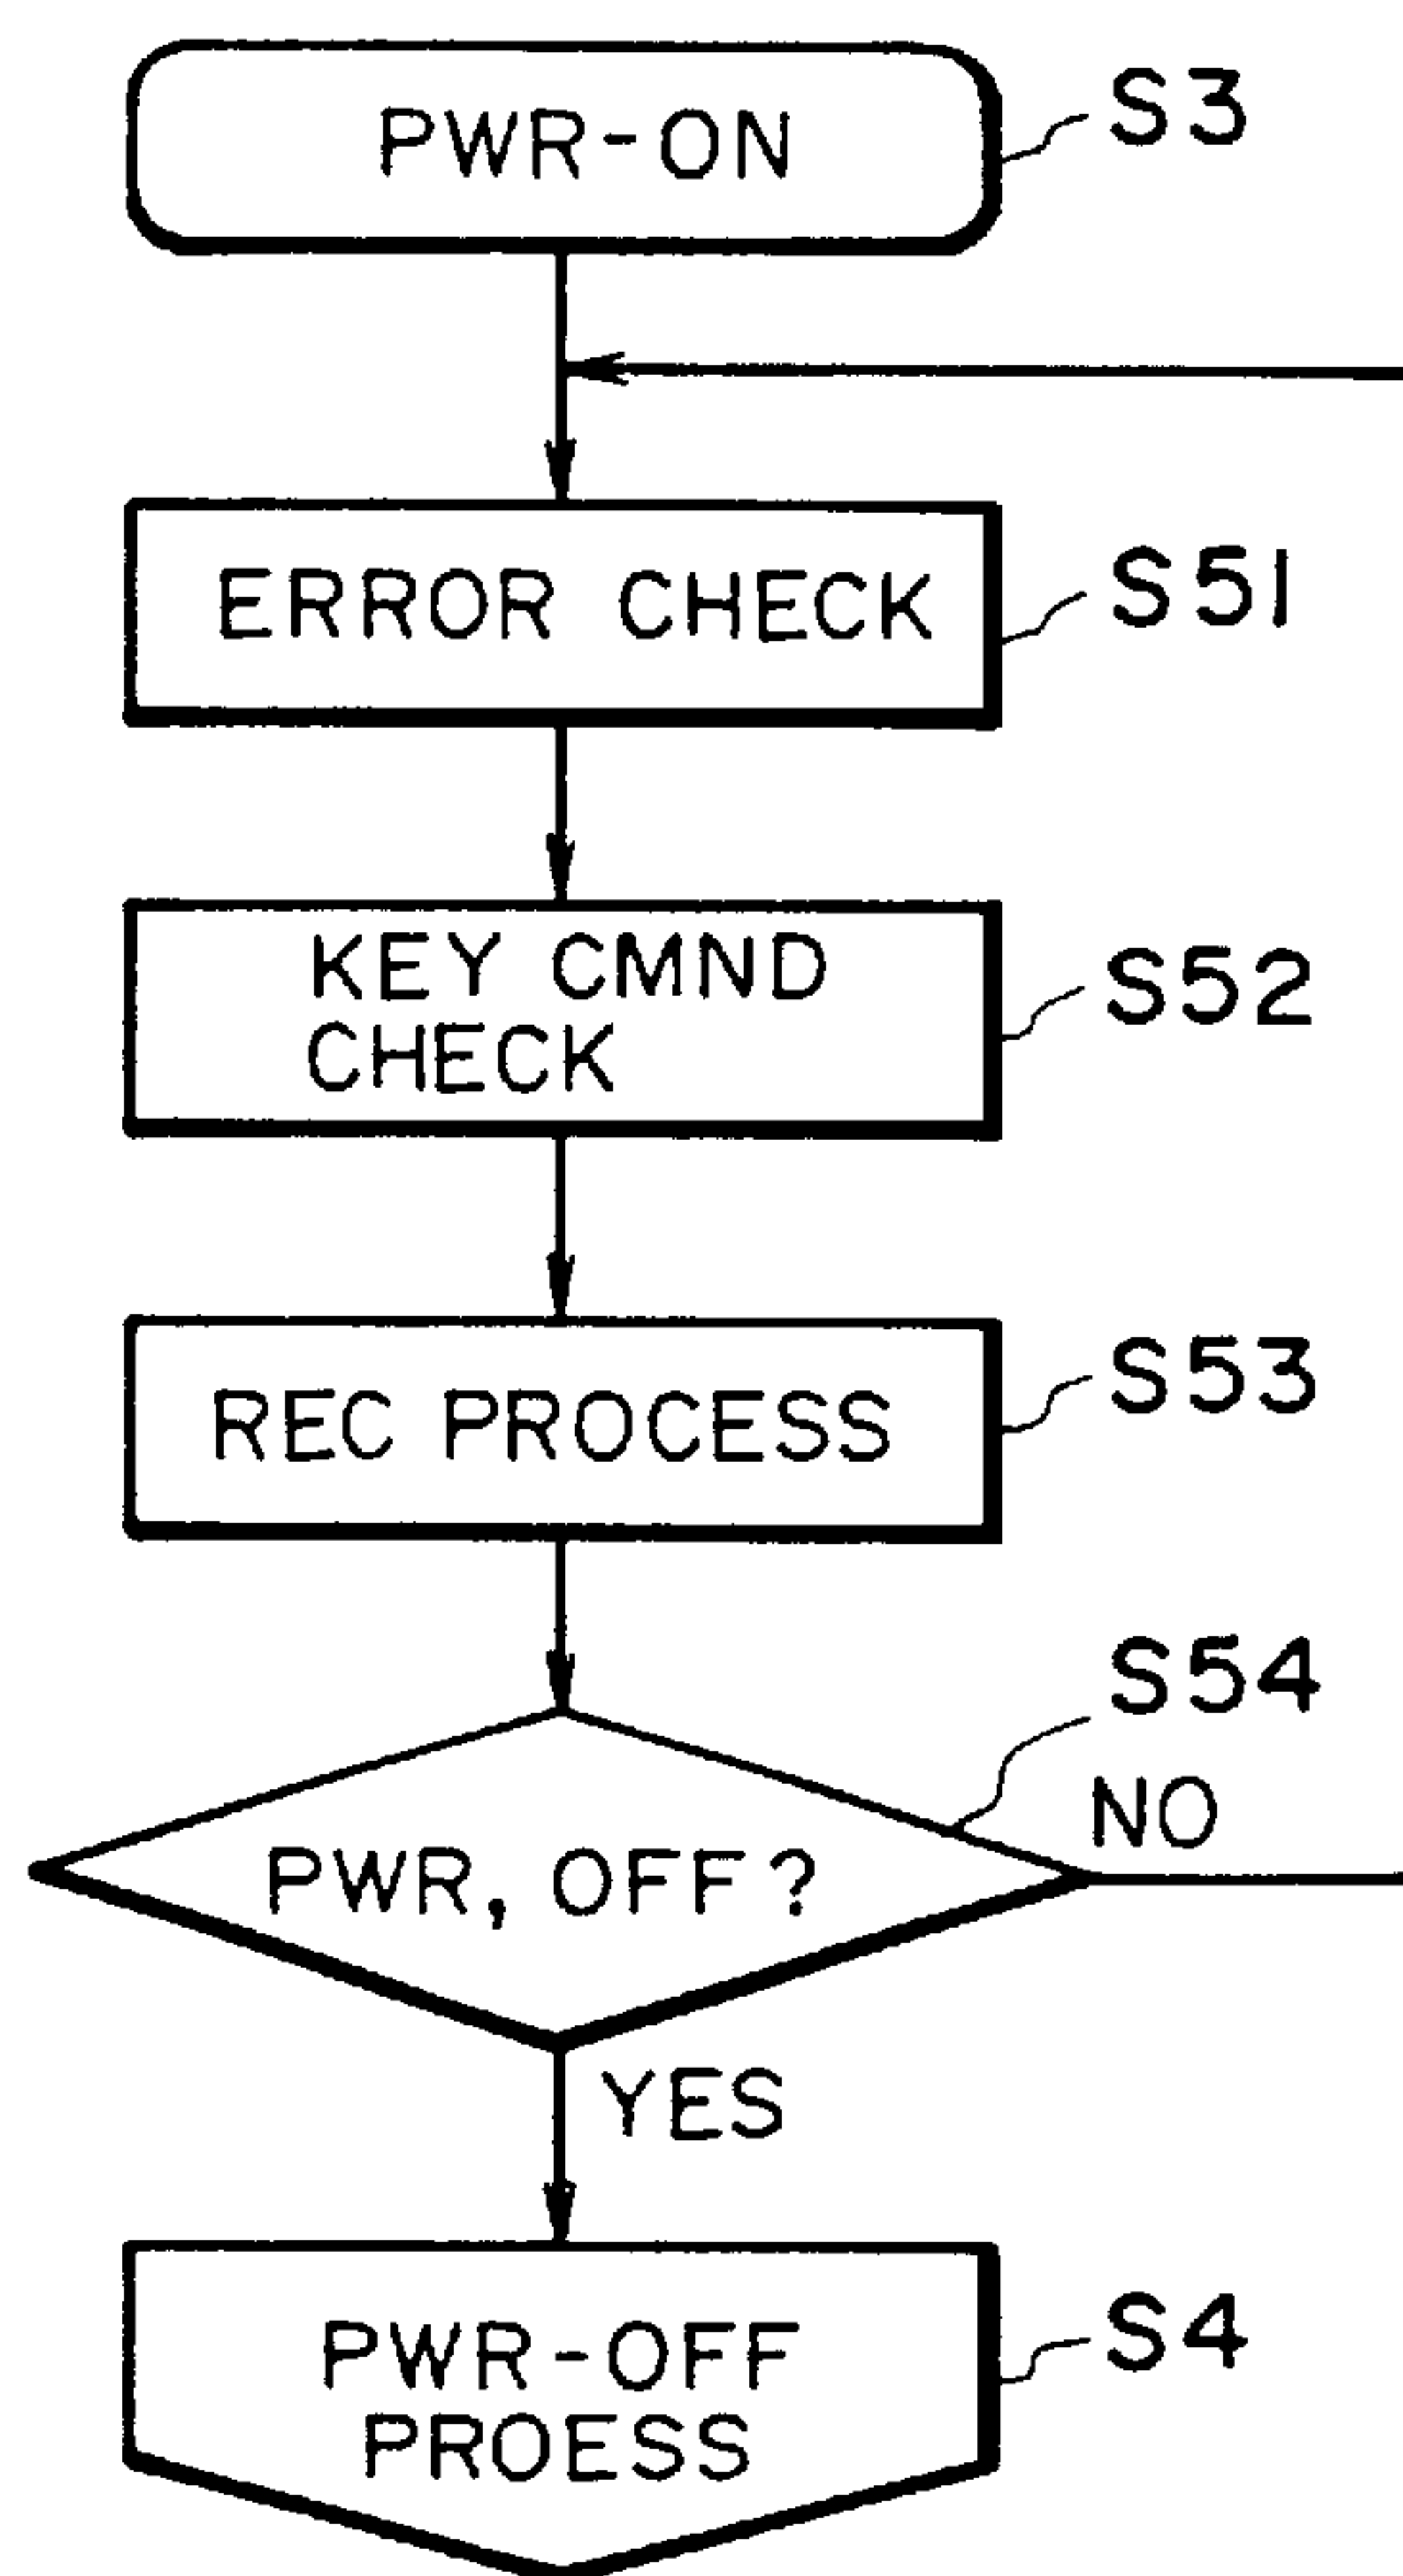 PWR-ON
S3
ERROR CHECK
S51
KEY CMND
CHECK
S52
REC PROCESS
S53
S54
NO
PWR, OFF?
YES
PWR-OFF
PROESS
S4